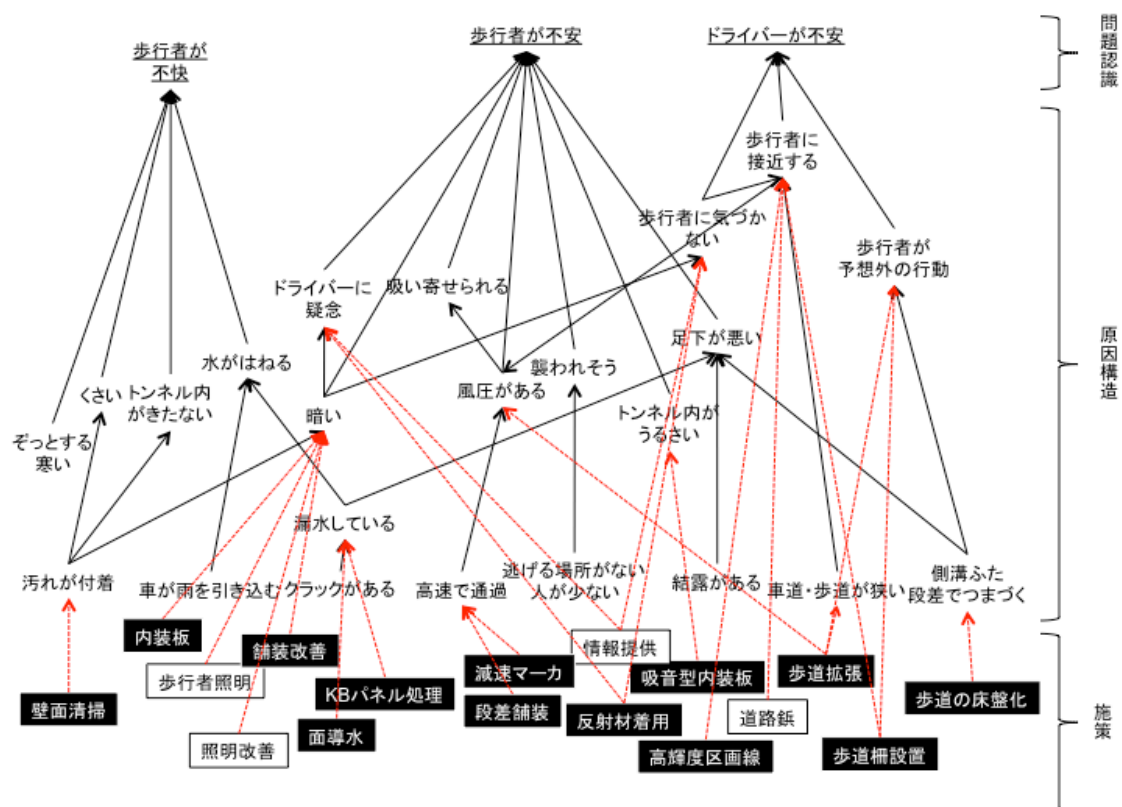 歩行者が
不快
歩行者が不安
ドライバーが不安
問題認識
歩行者に
接近する
歩行者に気づか
ない
歩行者が
予想外の行動
ドライバーに
疑念
吸い寄せられる
足下が悪い
原因構造
水がはねる
くさい
トンネル内
がきたない
暗い
風圧がある
襲われそう
トンネル内が
うるさい
ぞっとする
寒い
漏水している
汚れが付着
車が雨を引き込む
クラックがある
高速で通過
逃げる場所がない
人が少ない
結露がある
車道・歩道が狭い
側溝ふた
段差でつまづく
内装板
舗装改善
情報提供
歩行者照明
KBパネル処理
減速マーカ
吸音型内装板
歩道拡張
壁面清掃
段差舗装
反射材着用
道路鋲
歩道の床盤化
施策
照明改善
面導水
高輝度区画線
歩道柵設置